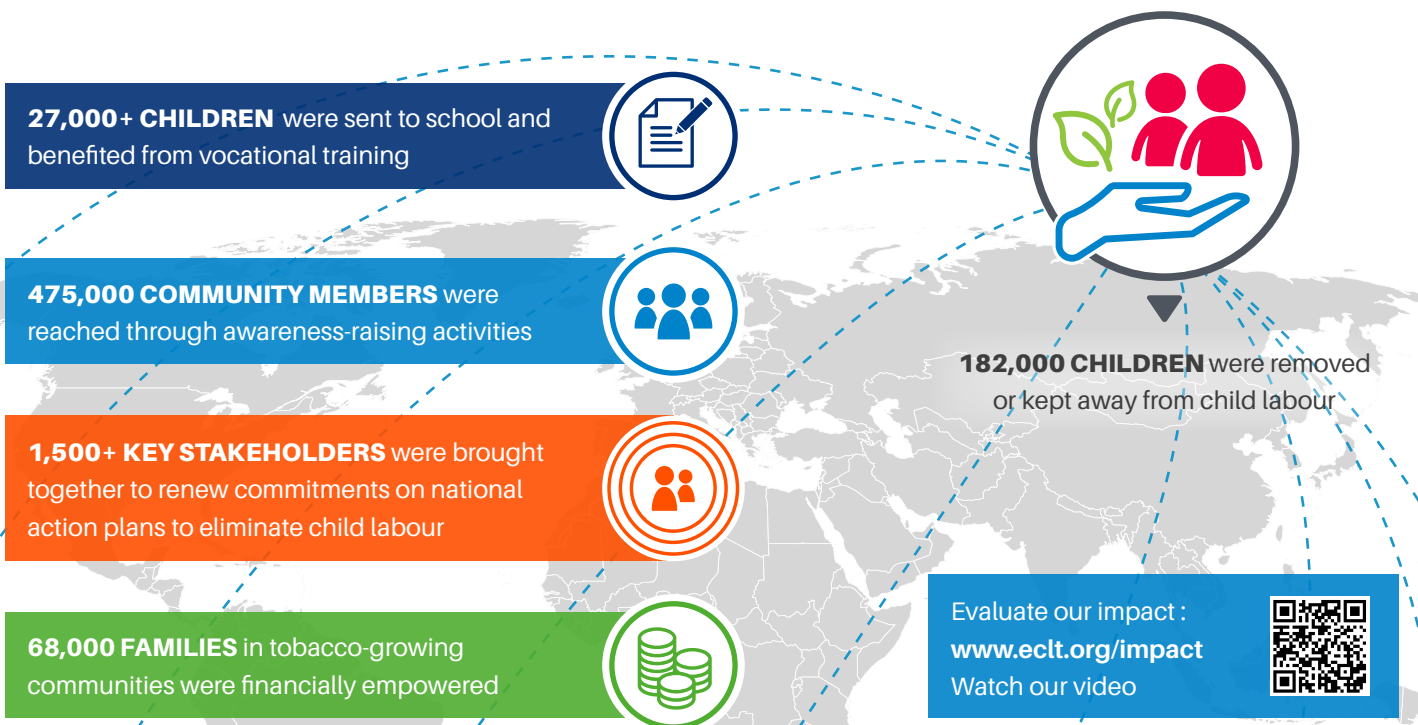 27,000+ CHILDREN were sent to school and
benefited from vocational training
475,000 COMMUNITY MEMBERS were
reached through awareness-raising activities
1,500+ KEY STAKEHOLDERS were brought
together to renew commitments on national
action plans to eliminate child labour
68,000 FAMILIES in tobacco-growing
communities were financially empowered
182,000 CHILDREN were removed
or kept away from child labour
Evaluate our impact :
www.eclt.org/impact
Watch our video